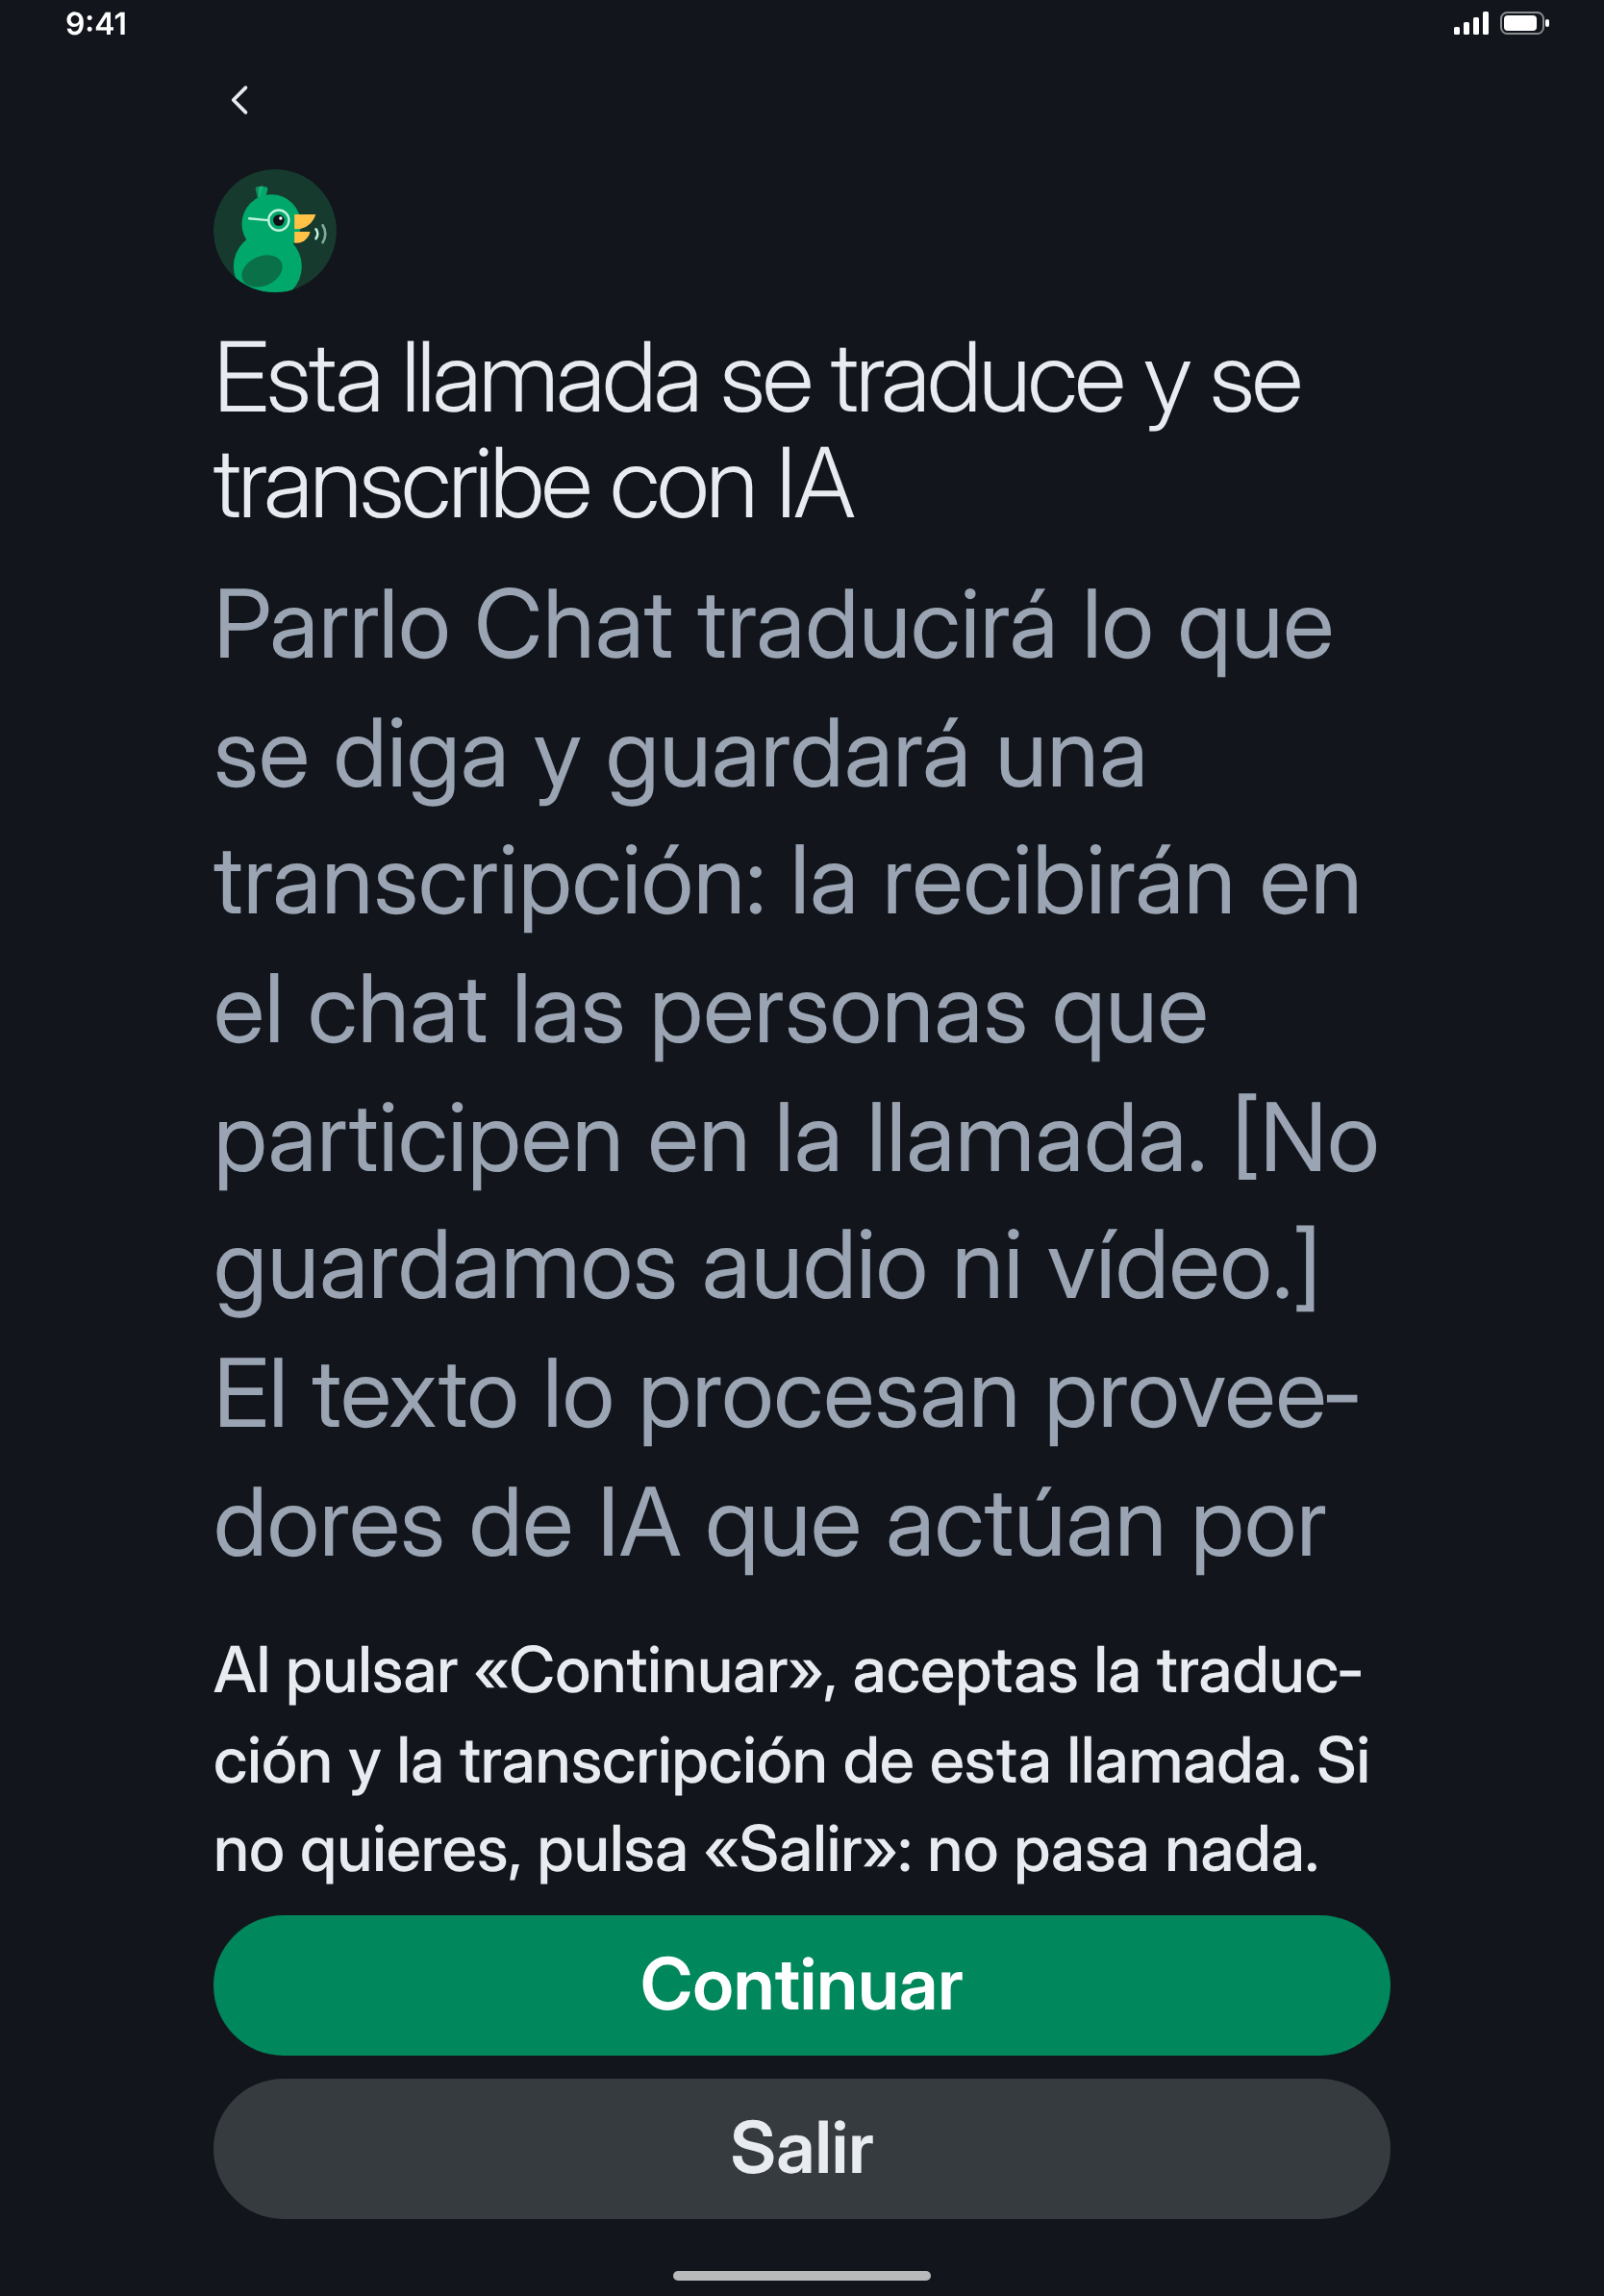 9:41
Esta llamada se traduce y se
transcribe con IA
Parrlo Chat traducirá lo que
se diga y guardará una
transcripción: la recibirán en
el chat las personas que
participen en la llamada. [No
guardamos audio ni vídeo.]
El texto lo procesan provee-
dores de IA que actúan por
Al pulsar «Continuar», aceptas la traduc-
ción y la transcripción de esta llamada. Si
no quieres, pulsa «Salir»: no pasa nada.
Continuar
Salir